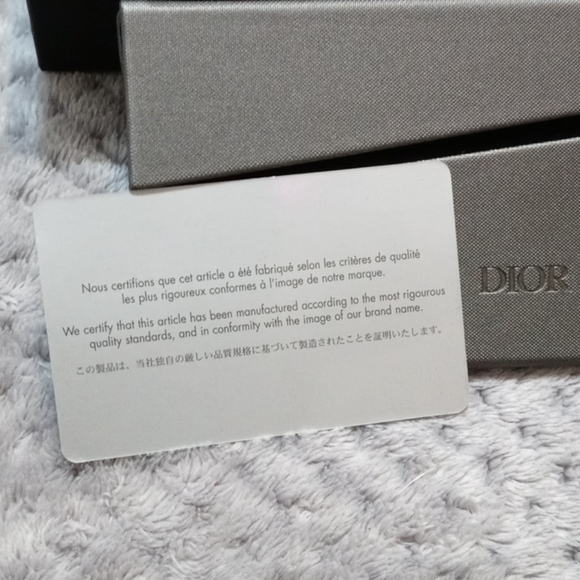 Nous certifions que cet article a été fabriqué selon les critères de qualité
les plus rigoureux conformes à l'image de notre marque.
We certify that this article has been manufactured according to the most rigourous
quality standards, and in conformity with the image of our brand name.
この製品は、当社独自の厳しい品質規格に基づいて製造されたことを証明いたします。
DIOR